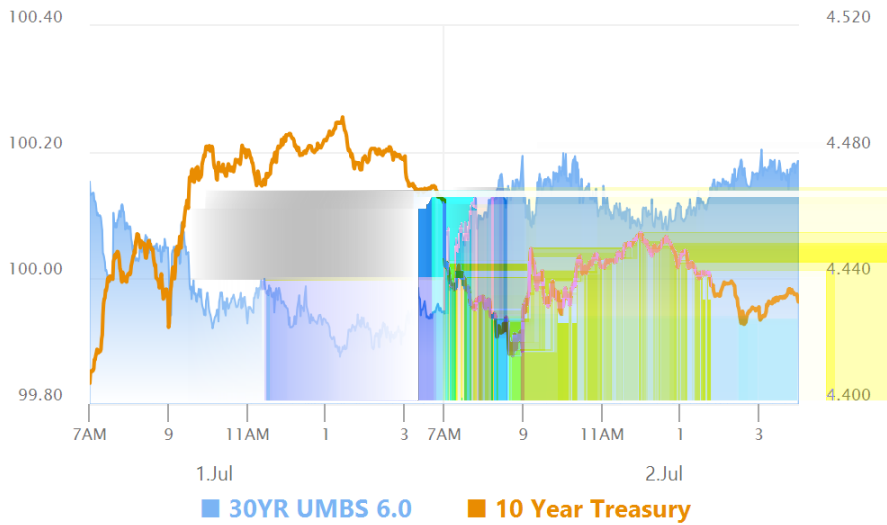 100.40 4.520
100.20 4.480
100.00 4.440
99.80 4.400
7AM 9 11AM 1 3 7AM 9 11AM 1 3
1.Jul 2.Jul
30YR UMBS 6.0 10 Year Treasury